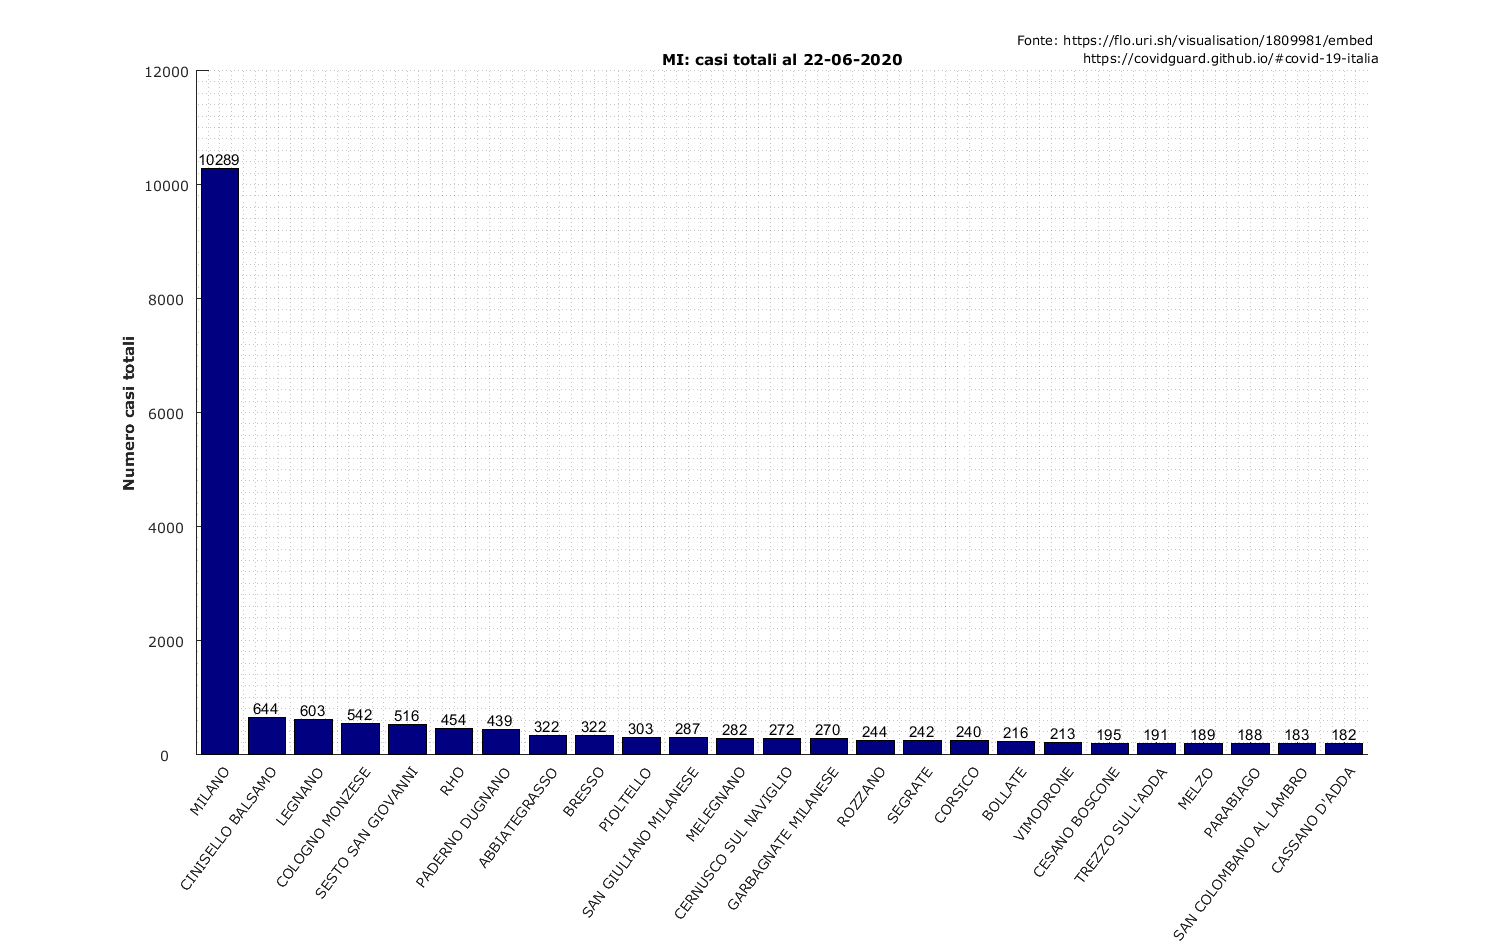 Fonte: https://flo.uri.sh/visualisation/1809981/embed
https://covidguard.github.io/#covid-19-italia
MI: casi totali al 22-06-2020
Numero casi totali
12000
10000
8000
6000
4000
2000
0
10289
644
603
542
516
454
439
322
322
303
287
282
272
270
244
242
240
216
213
195
191
189
188
183
182
MILANO
CINISELLO BALSAMO
LEGNANO
COLOGNO MONZESE
SESTO SAN GIOVANNI
RHO
PADERNO DUGNANO
ABBIATEGRASSO
BRESSO
PIOLTELLO
SAN GIULIANO MILANESE
MELEGNANO
CERNUSCO SUL NAVIGLIO
GARBAGNATE MILANESE
ROZZANO
SEGRATE
CORSICO
BOLLATE
VIMODRONE
CESANO BOSCONE
TREZZO SULL'ADDA
MELZO
PARABIAGO
SAN COLOMBANO AL LAMBRO
CASSANO D'ADDA